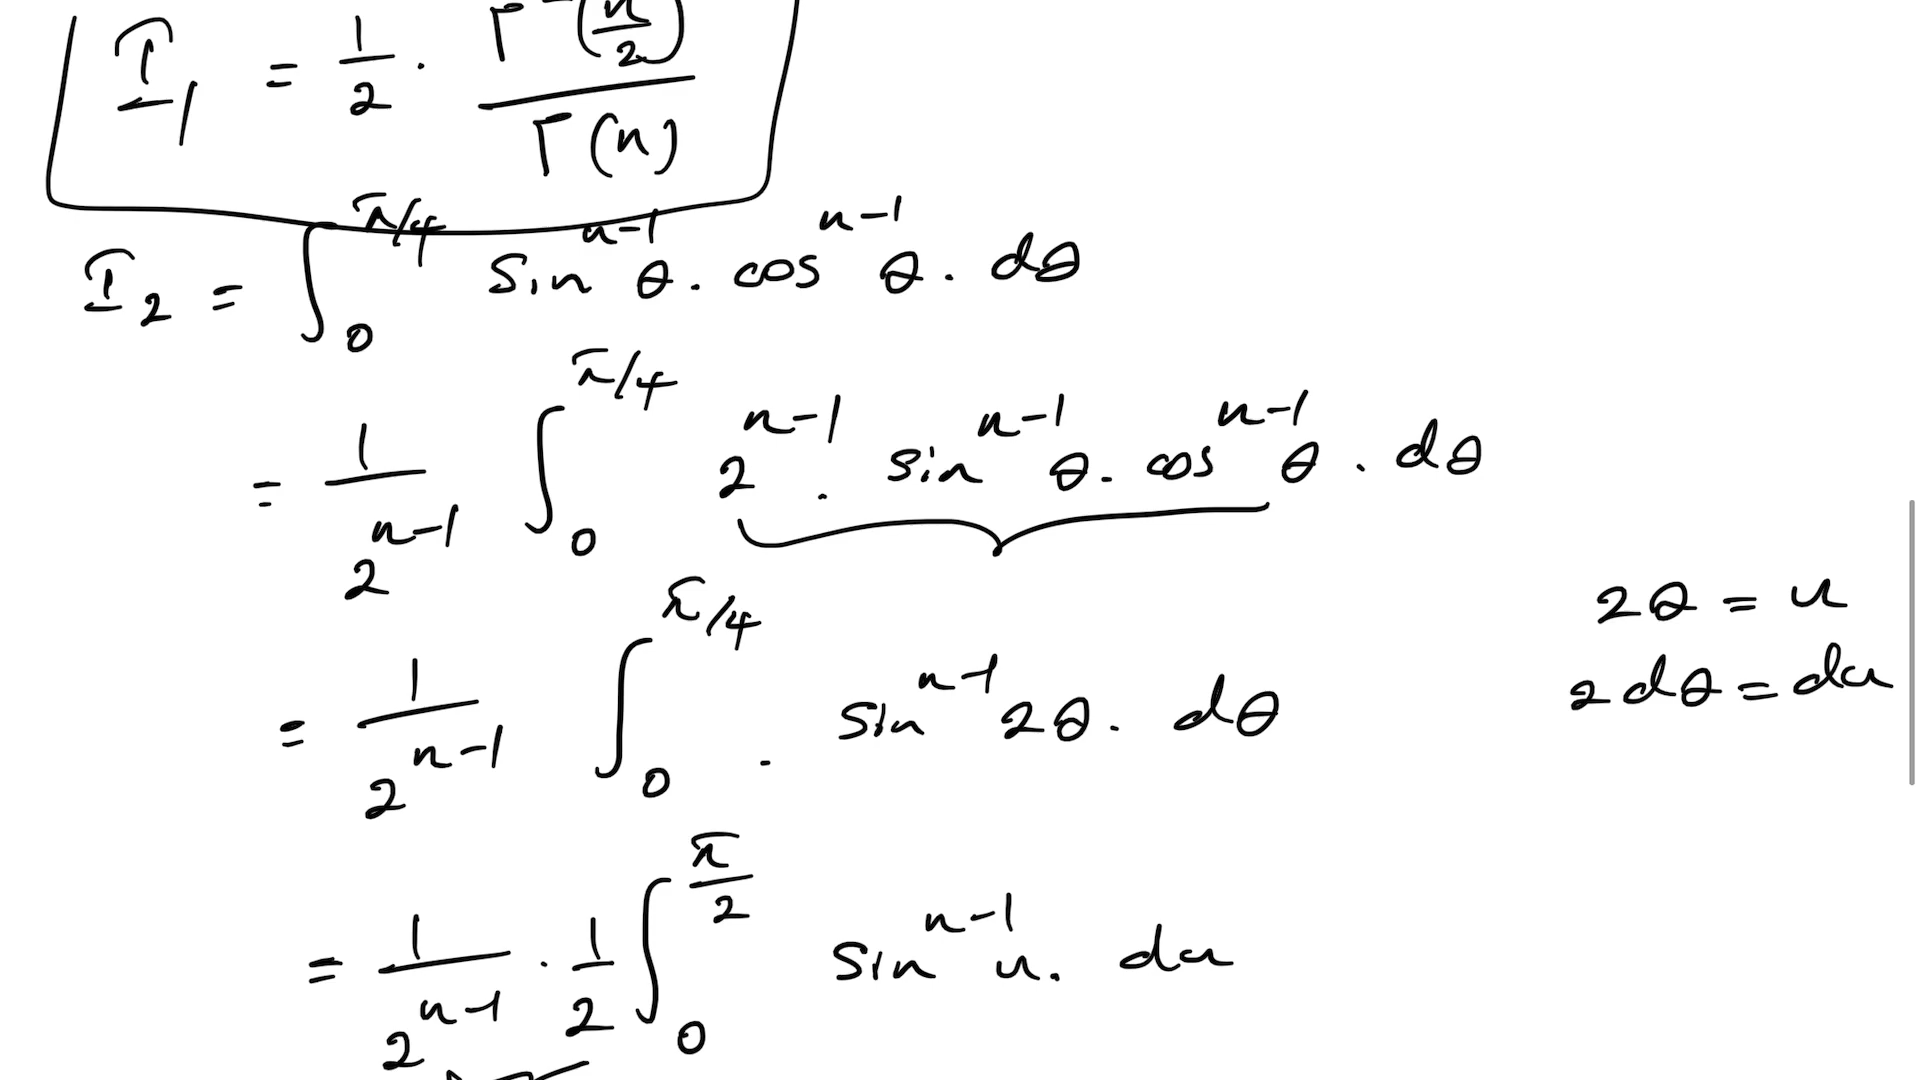 I₁ = 1/2 · Γ(n/2) / Γ(n)
I₂ = ∫₀^{π/4} sin^{n-1} θ. cos^{n-1} θ. dθ
= 1/2^{n-1} ∫₀^{π/4} 2^{n-1} . sin^{n-1} θ. cos^{n-1} θ. dθ
2θ = u
2dθ = du
= 1/2^{n-1} ∫₀^{π/4} . sin^{n-1} 2θ. dθ
= 1/2^{n-1} · 1/2 ∫₀^{π/2} sin^{n-1} u. du